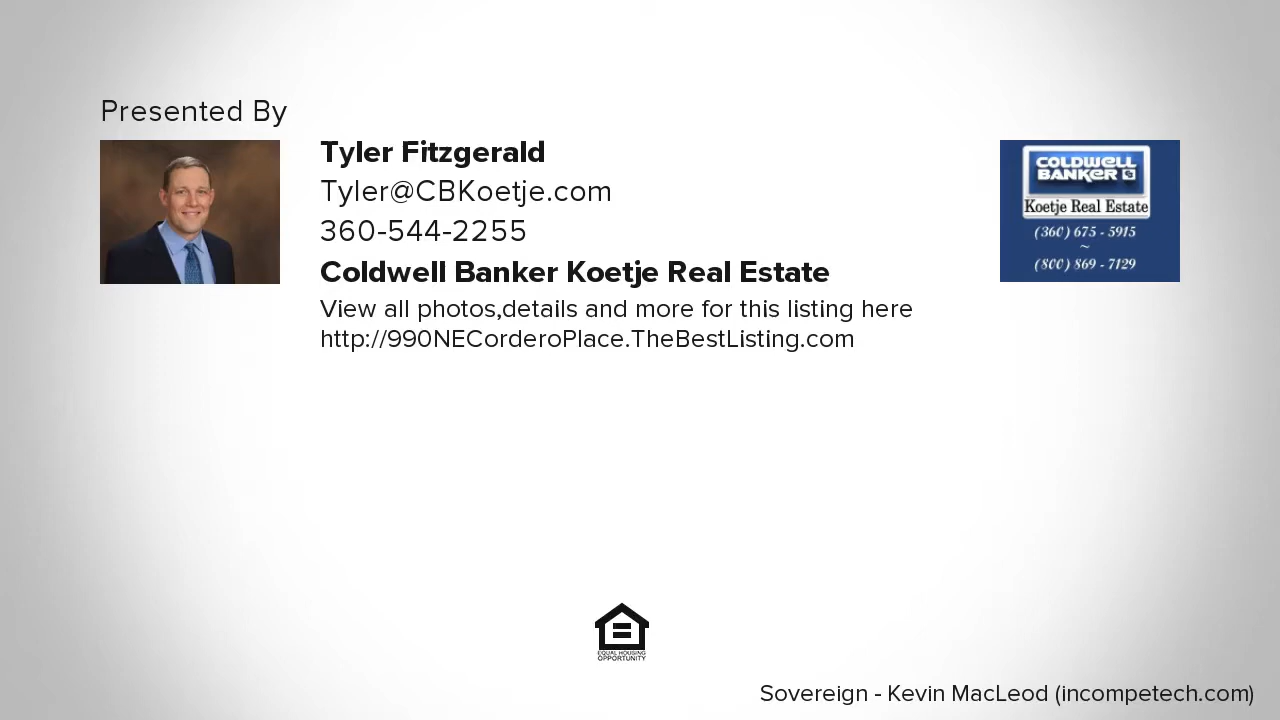 Presented By
Tyler Fitzgerald
Tyler@CBKoetje.com
360-544-2255
Coldwell Banker Koetje Real Estate
View all photos,details and more for this listing here
http://990NECorderoPlace.TheBestListing.com
COLDWELL
BANKER
Koetje Real Estate
(360) 675 - 5915
~
(800) 869 - 7129
EQUAL HOUSING
OPPORTUNITY
Sovereign - Kevin MacLeod (incompetech.com)